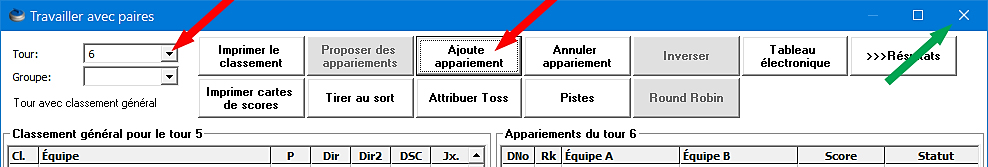 Travailler avec paires
Tour: 6
Groupe:
Tour avec classement général
Imprimer le classement
Proposer des appariements
Ajoute appariement
Annuler appariement
Inverser
Tableau électronique
>>>Résultats
Imprimer cartes de scores
Tirer au sort
Attribuer Toss
Pistes
Round Robin
Classement général pour le tour 5
Cl. Équipe P Dir Dir2 DSC Jx.
Appariements du tour 6
DNo Rk Équipe A Équipe B Score Statut